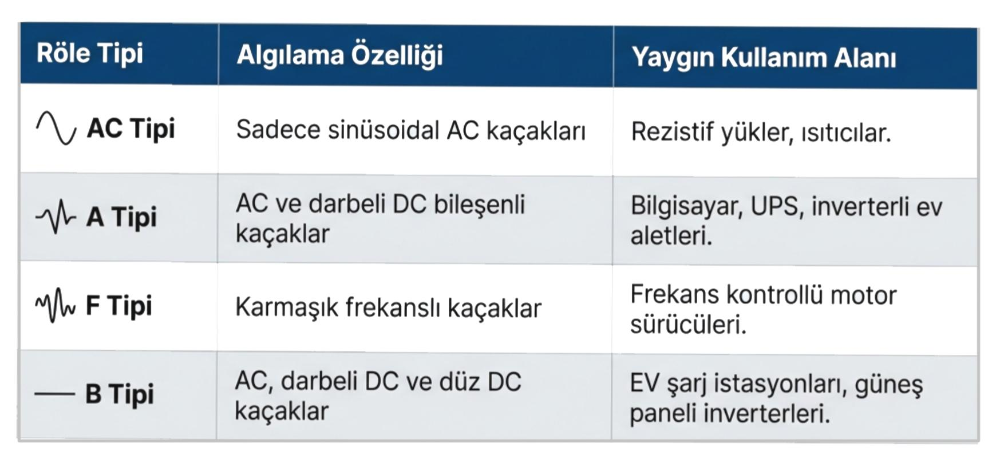 Röle Tipi
Algılama Özelliği
Yaygın Kullanım Alanı
AC Tipi
Sadece sinüsoidal AC kaçakları
Rezistif yükler, ısıtıcılar.
A Tipi
AC ve darbeli DC bileşenli
kaçaklar
Bilgisayar, UPS, inverterli ev
aletleri.
F Tipi
Karmaşık frekanslı kaçaklar
Frekans kontrollü motor
sürücüleri.
B Tipi
AC, darbeli DC ve düz DC
kaçaklar
EV şarj istasyonları, güneş
paneli inverterleri.